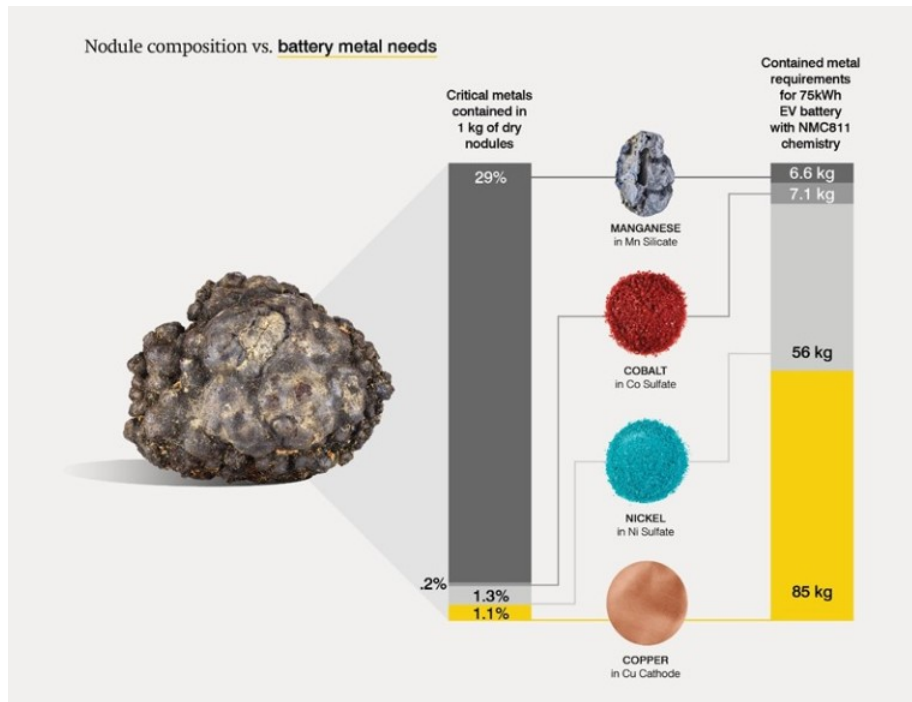 Nodule composition vs. battery metal needs
Critical metals
contained in
1 kg of dry
nodules
Contained metal
requirements
for 75kWh
EV battery
with NMC811
chemistry
29%
6.6 kg
7.1 kg
MANGANESE
in Mn Silicate
COBALT
in Co Sulfate
56 kg
NICKEL
in Ni Sulfate
.2%
1.3%
1.1%
85 kg
COPPER
in Cu Cathode